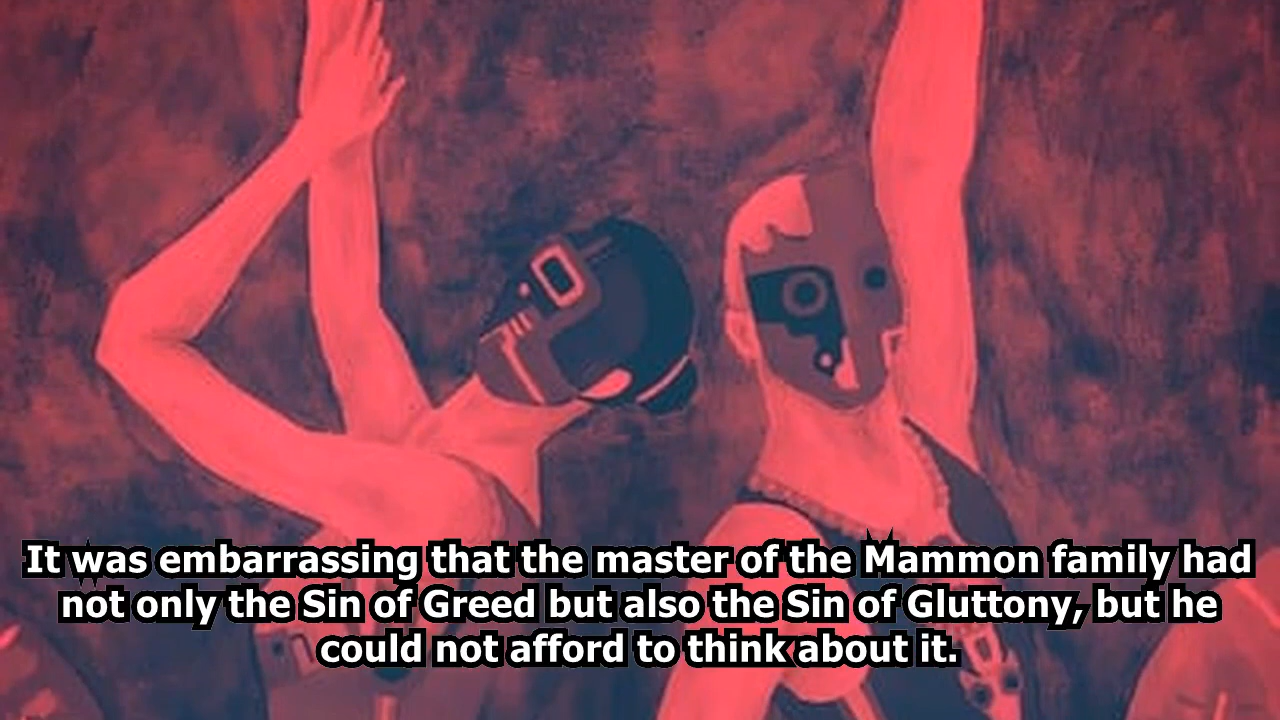 It was embarrassing that the master of the Mammon family had
not only the Sin of Greed but also the Sin of Gluttony, but he
could not afford to think about it.